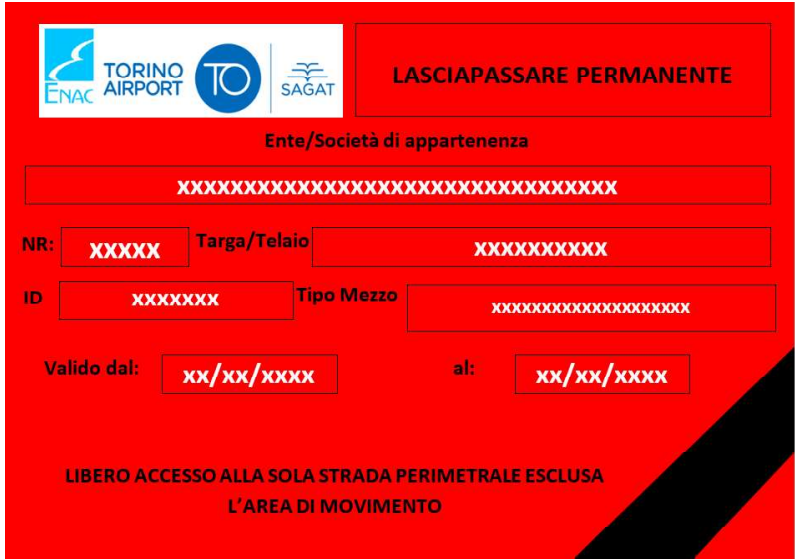 ENAC
TORINO
AIRPORT
TO
SAGAT
LASCIAPASSARE PERMANENTE
Ente/Società di appartenenza
xxxxxxxxxxxxxxxxxxxxxxxxxxxxxxxxx
NR: xxxxx Targa/Telaio xxxxxxxxxx
ID xxxxxxx Tipo Mezzo xxxxxxxxxxxxxxxxxxxx
Valido dal: xx/xx/xxxx al: xx/xx/xxxx
LIBERO ACCESSO ALLA SOLA STRADA PERIMETRALE ESCLUSA
L’AREA DI MOVIMENTO